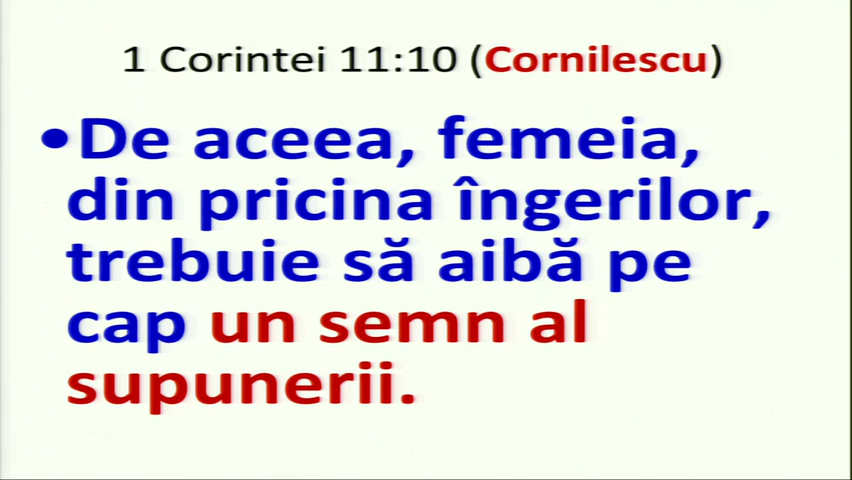 1 Corintei 11:10 (Cornilescu)
•De aceea, femeia,
din pricina îngerilor,
trebuie să aibă pe
cap un semn al
supunerii.